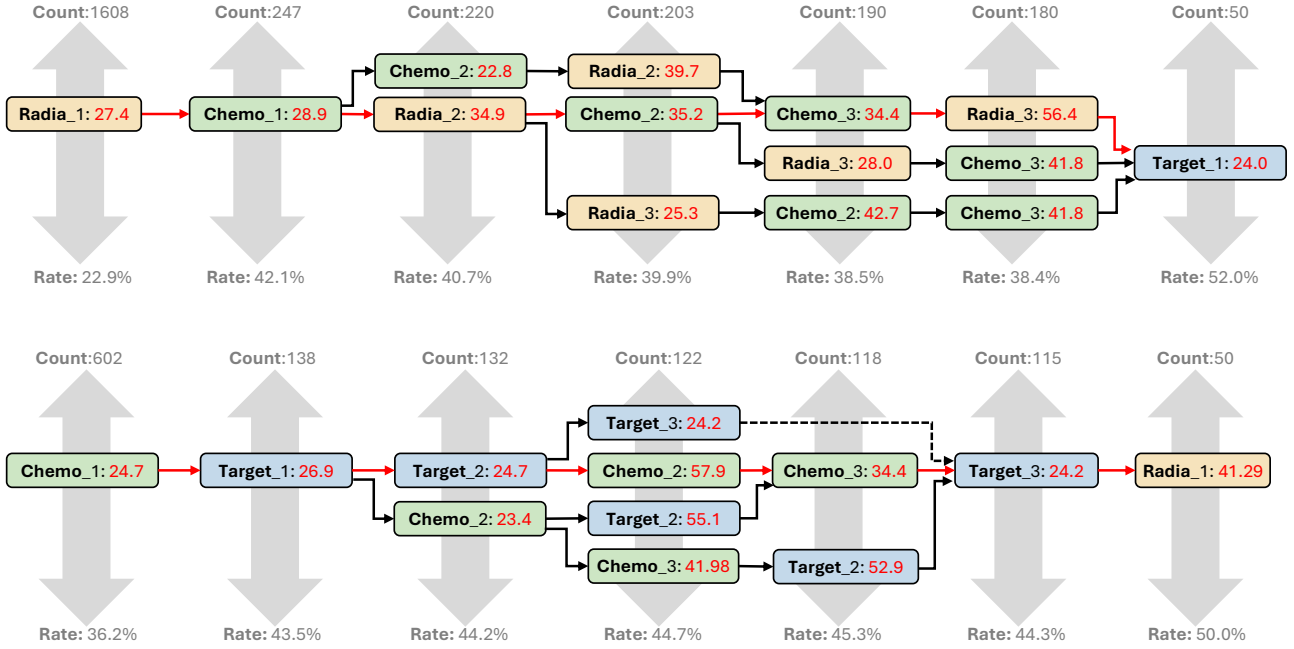 Count:1608 Count:247 Count:220 Count:203 Count:190 Count:180 Count:50
Chemo_2: 22.8 Radia_2: 39.7
Radia_1: 27.4 Chemo_1: 28.9 Radia_2: 34.9 Chemo_2: 35.2 Chemo_3: 34.4 Radia_3: 56.4
Radia_3: 28.0 Chemo_3: 41.8 Target_1: 24.0
Radia_3: 25.3 Chemo_2: 42.7 Chemo_3: 41.8
Rate: 22.9% Rate: 42.1% Rate: 40.7% Rate: 39.9% Rate: 38.5% Rate: 38.4% Rate: 52.0%
Count:602 Count:138 Count:132 Count:122 Count:118 Count:115 Count:50
Target_3: 24.2
Chemo_1: 24.7 Target_1: 26.9 Target_2: 24.7 Chemo_2: 57.9 Chemo_3: 34.4 Target_3: 24.2 Radia_1: 41.29
Chemo_2: 23.4 Target_2: 55.1
Chemo_3: 41.98 Target_2: 52.9
Rate: 36.2% Rate: 43.5% Rate: 44.2% Rate: 44.7% Rate: 45.3% Rate: 44.3% Rate: 50.0%